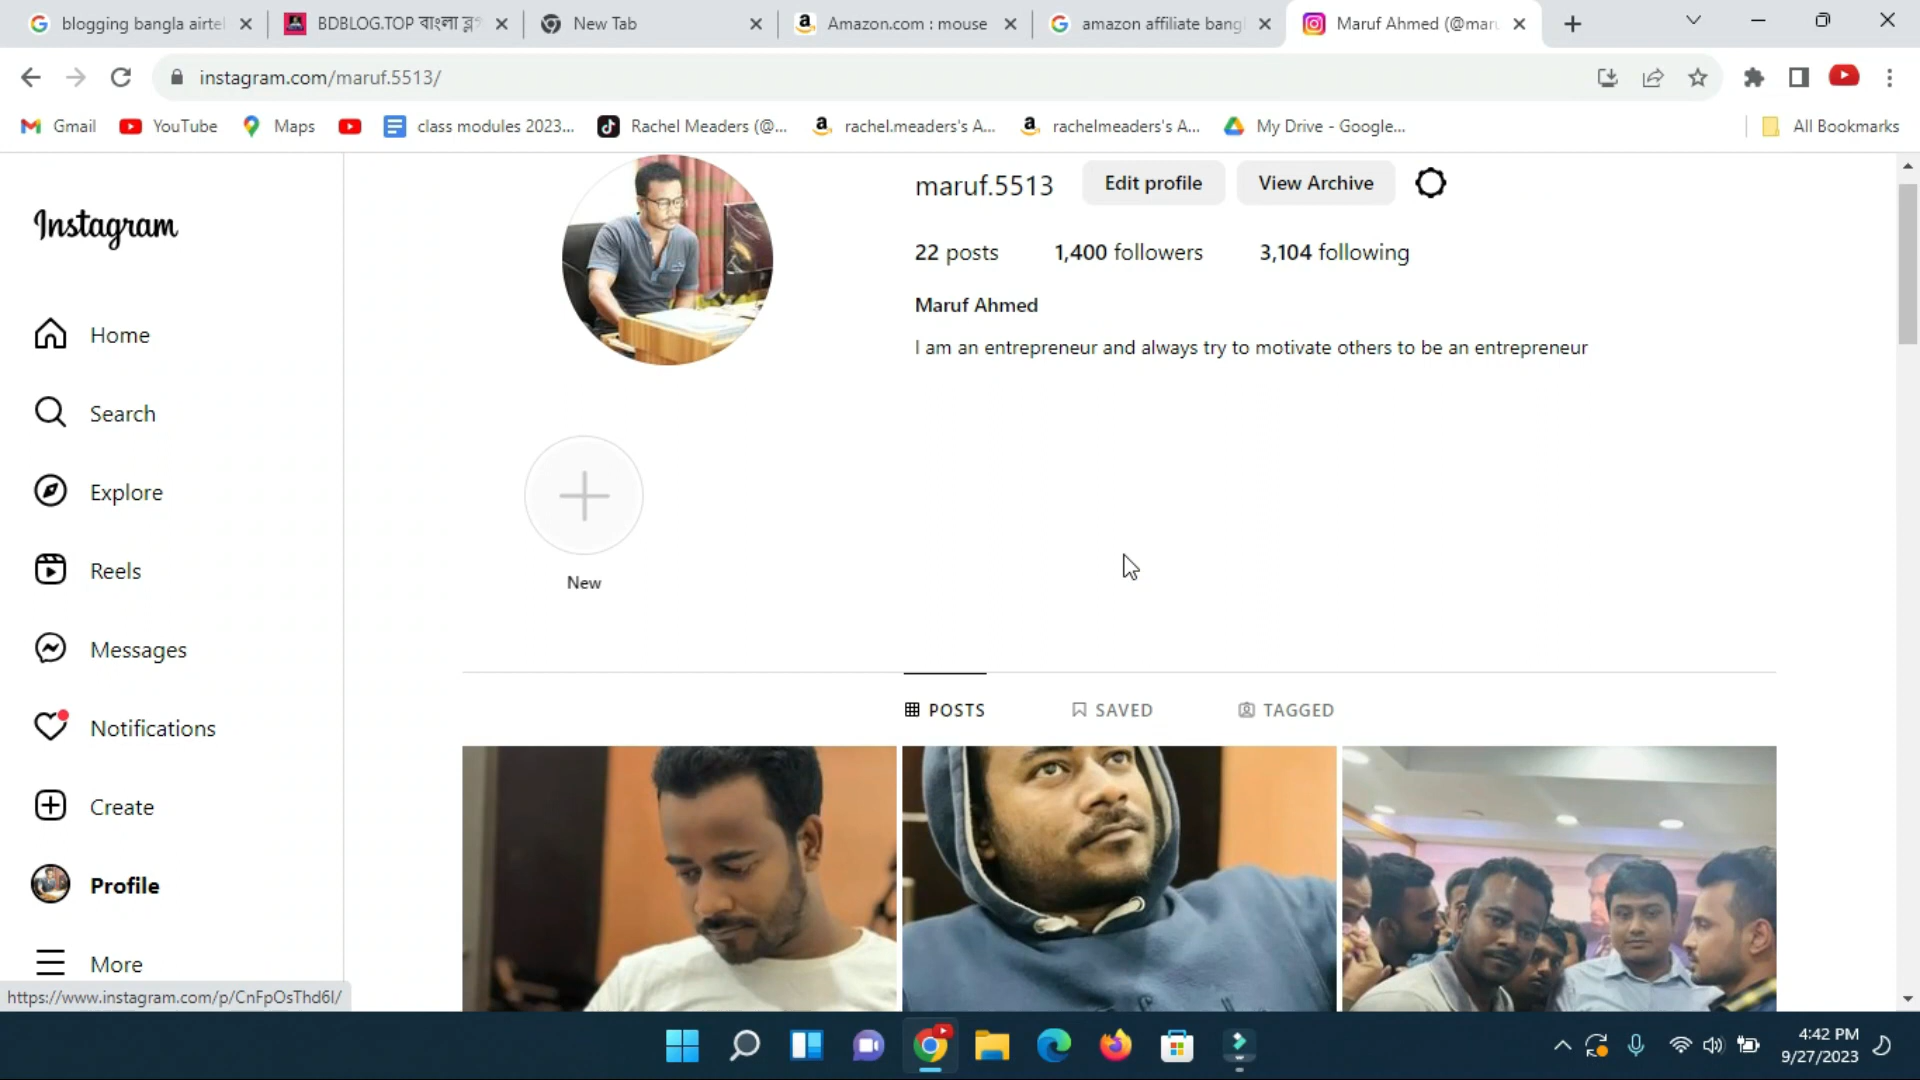 blogging bangla airtel
BDBLOG.TOP বাংলা ব্লগ
New Tab
Amazon.com : mouse
amazon affiliate bang
Maruf Ahmed (@maru
instagram.com/maruf.5513/
Gmail
YouTube
Maps
class modules 2023...
Rachel Meaders (@...
rachel.meaders's A...
rachelmeaders's A...
My Drive - Google...
All Bookmarks
Instagram
Home
Search
Explore
Reels
Messages
Notifications
Create
Profile
More
maruf.5513
Edit profile
View Archive
22 posts
1,400 followers
3,104 following
Maruf Ahmed
I am an entrepreneur and always try to motivate others to be an entrepreneur
New
POSTS
SAVED
TAGGED
https://www.instagram.com/p/CnFpOsThd6I/
4:42 PM
9/27/2023